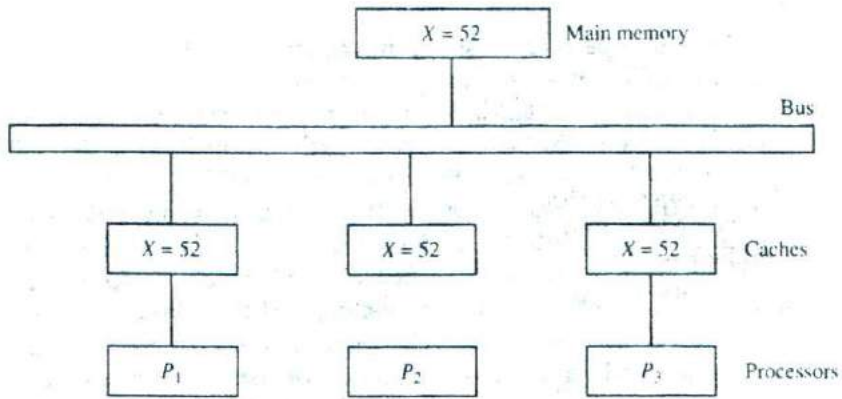 X = 52 Main memory
Bus
X = 52 X = 52 X = 52 Caches
P₁ P₂ P₃ Processors